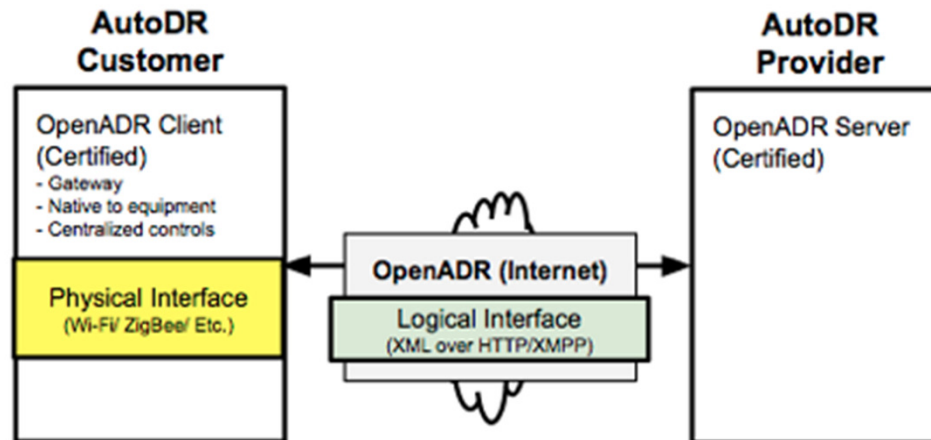 AutoDR
Customer
OpenADR Client
(Certified)
- Gateway
- Native to equipment
- Centralized controls
Physical Interface
(Wi-Fi/ ZigBee/ Etc.)
OpenADR (Internet)
Logical Interface
(XML over HTTP/XMPP)
AutoDR
Provider
OpenADR Server
(Certified)